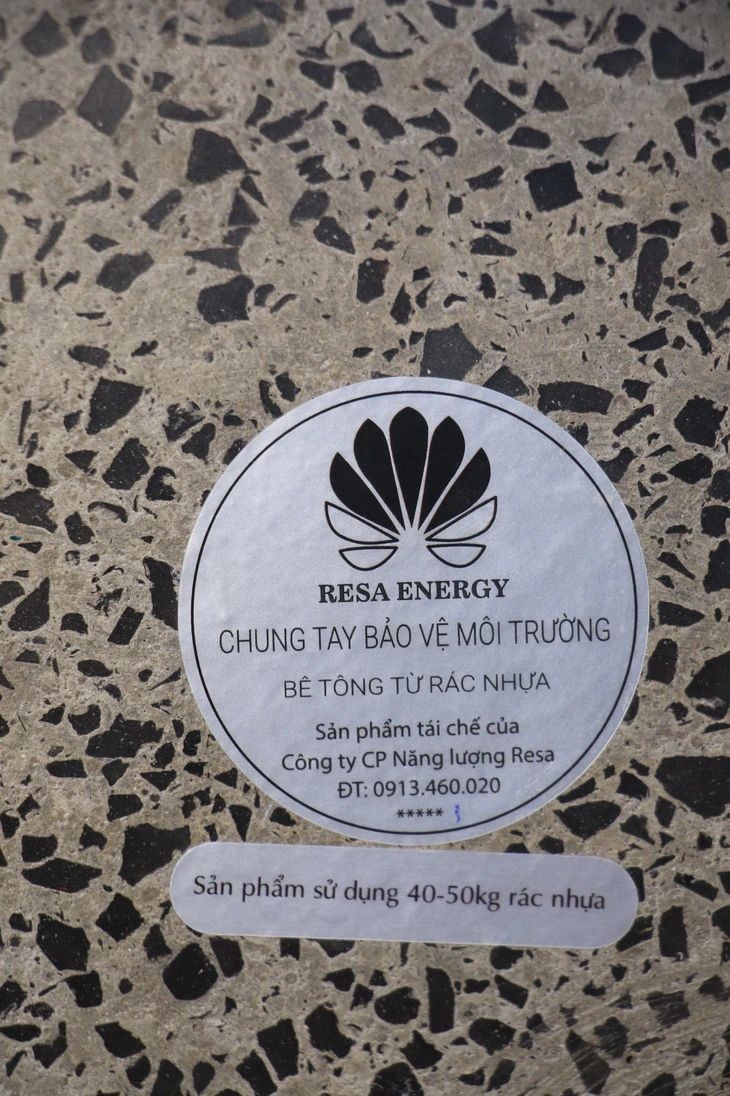 RESA ENERGY
CHUNG TAY BẢO VỆ MÔI TRƯỜNG
BÊ TÔNG TỪ RÁC NHỰA
Sản phẩm tái chế của
Công ty CP Năng lượng Resa
ĐT: 0913.460.020
*****
Sản phẩm sử dụng 40-50kg rác nhựa